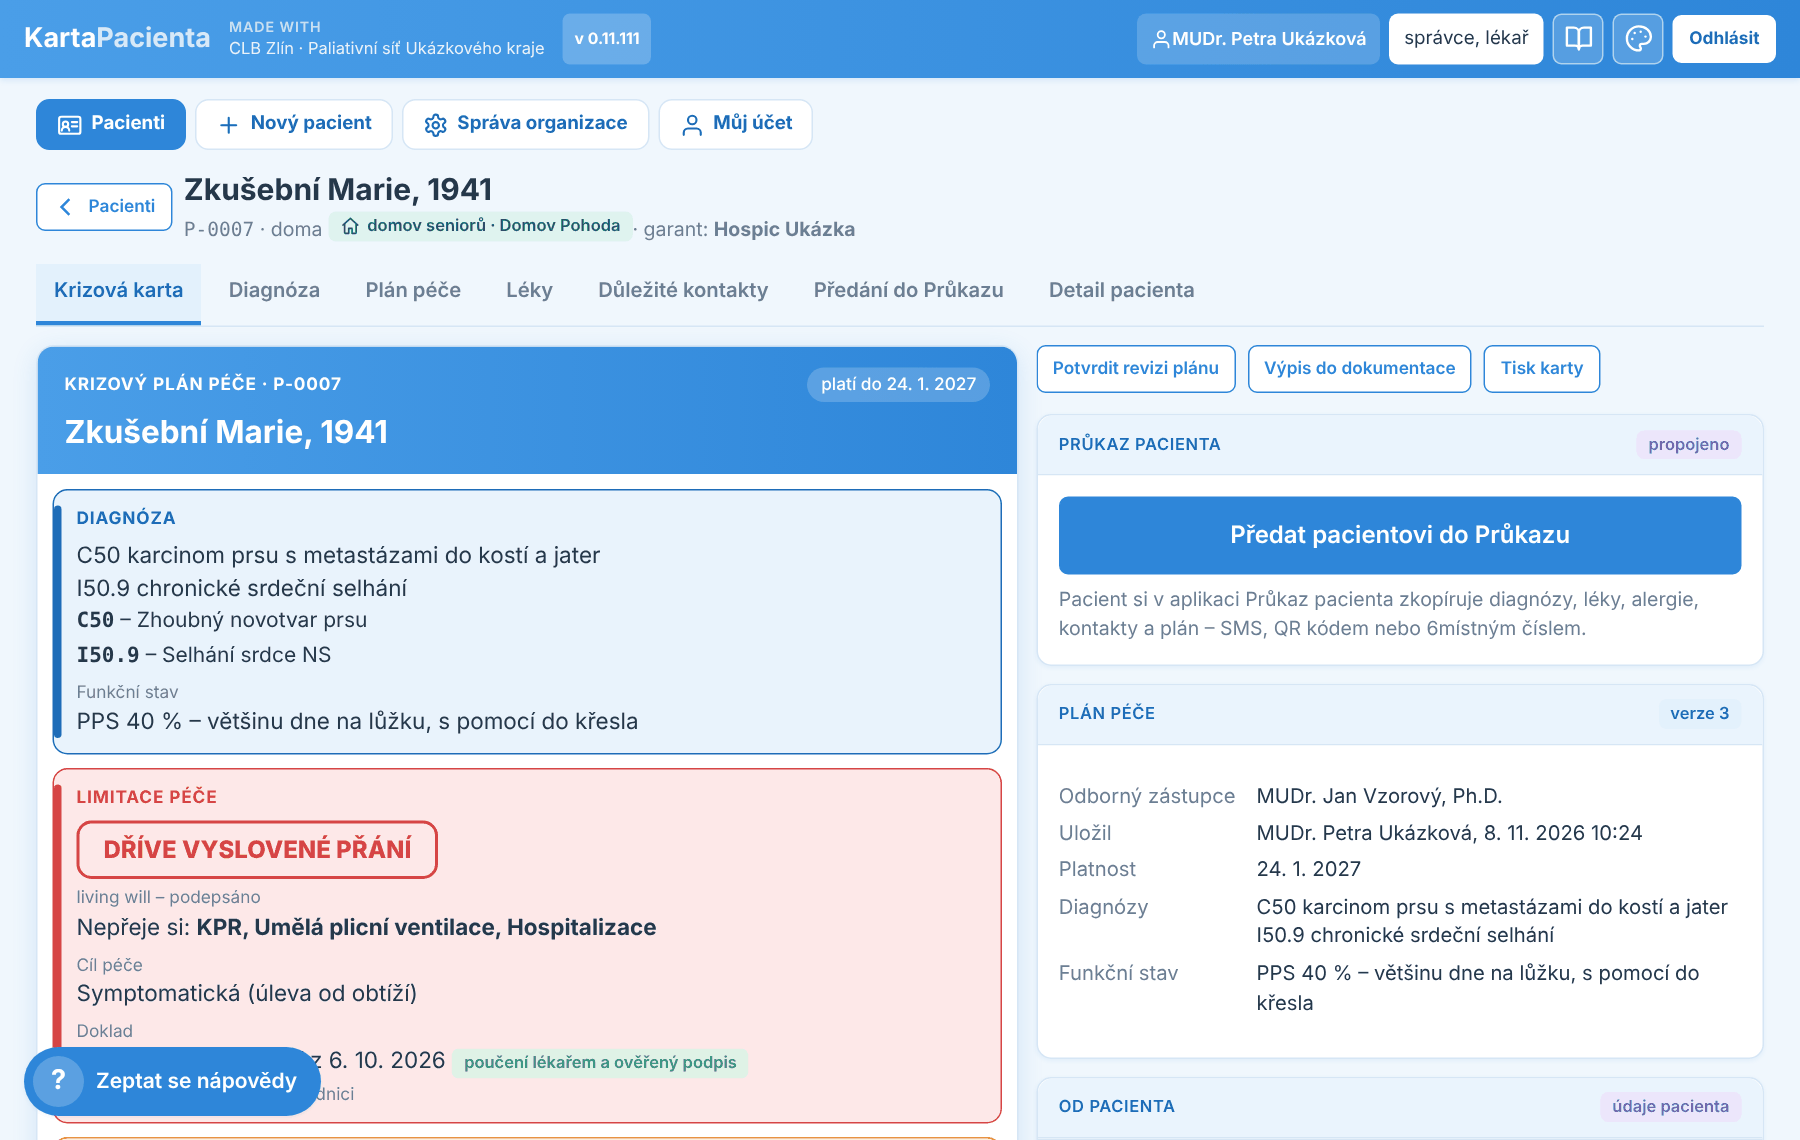 KartaPacienta
MADE WITH
CLB Zlín · Paliativní síť Ukázkového kraje
v 0.11.111
MUDr. Petra Ukázková
správce, lékař
Odhlásit
Pacienti
Nový pacient
Správa organizace
Můj účet
Pacienti
Zkušební Marie, 1941
P-0007 · doma domov seniorů · Domov Pohoda · garant: Hospic Ukázka
Krizová karta
Diagnóza
Plán péče
Léky
Důležité kontakty
Předání do Průkazu
Detail pacienta
KRIZOVÝ PLÁN PÉČE · P-0007
platí do 24. 1. 2027
Zkušební Marie, 1941
DIAGNÓZA
C50 karcinom prsu s metastázami do kostí a jater
I50.9 chronické srdeční selhání
C50 – Zhoubný novotvar prsu
I50.9 – Selhání srdce NS
Funkční stav
PPS 40 % – většinu dne na lůžku, s pomocí do křesla
LIMITACE PÉČE
DŘÍVE VYSLOVENÉ PŘÁNÍ
living will – podepsáno
Nepřeje si: KPR, Umělá plicní ventilace, Hospitalizace
Cíl péče
Symptomatická (úleva od obtíží)
Doklad
z 6. 10. 2026 poučení lékařem a ověřený podpis
? Zeptat se nápovědy
Potvrdit revizi plánu
Výpis do dokumentace
Tisk karty
PRŮKAZ PACIENTA
propojeno
Předat pacientovi do Průkazu
Pacient si v aplikaci Průkaz pacienta zkopíruje diagnózy, léky, alergie,
kontakty a plán – SMS, QR kódem nebo 6místným číslem.
PLÁN PÉČE
verze 3
Odborný zástupce MUDr. Jan Vzorový, Ph.D.
Uložil MUDr. Petra Ukázková, 8. 11. 2026 10:24
Platnost 24. 1. 2027
Diagnózy C50 karcinom prsu s metastázami do kostí a jater
I50.9 chronické srdeční selhání
Funkční stav PPS 40 % – většinu dne na lůžku, s pomocí do
křesla
OD PACIENTA
údaje pacienta